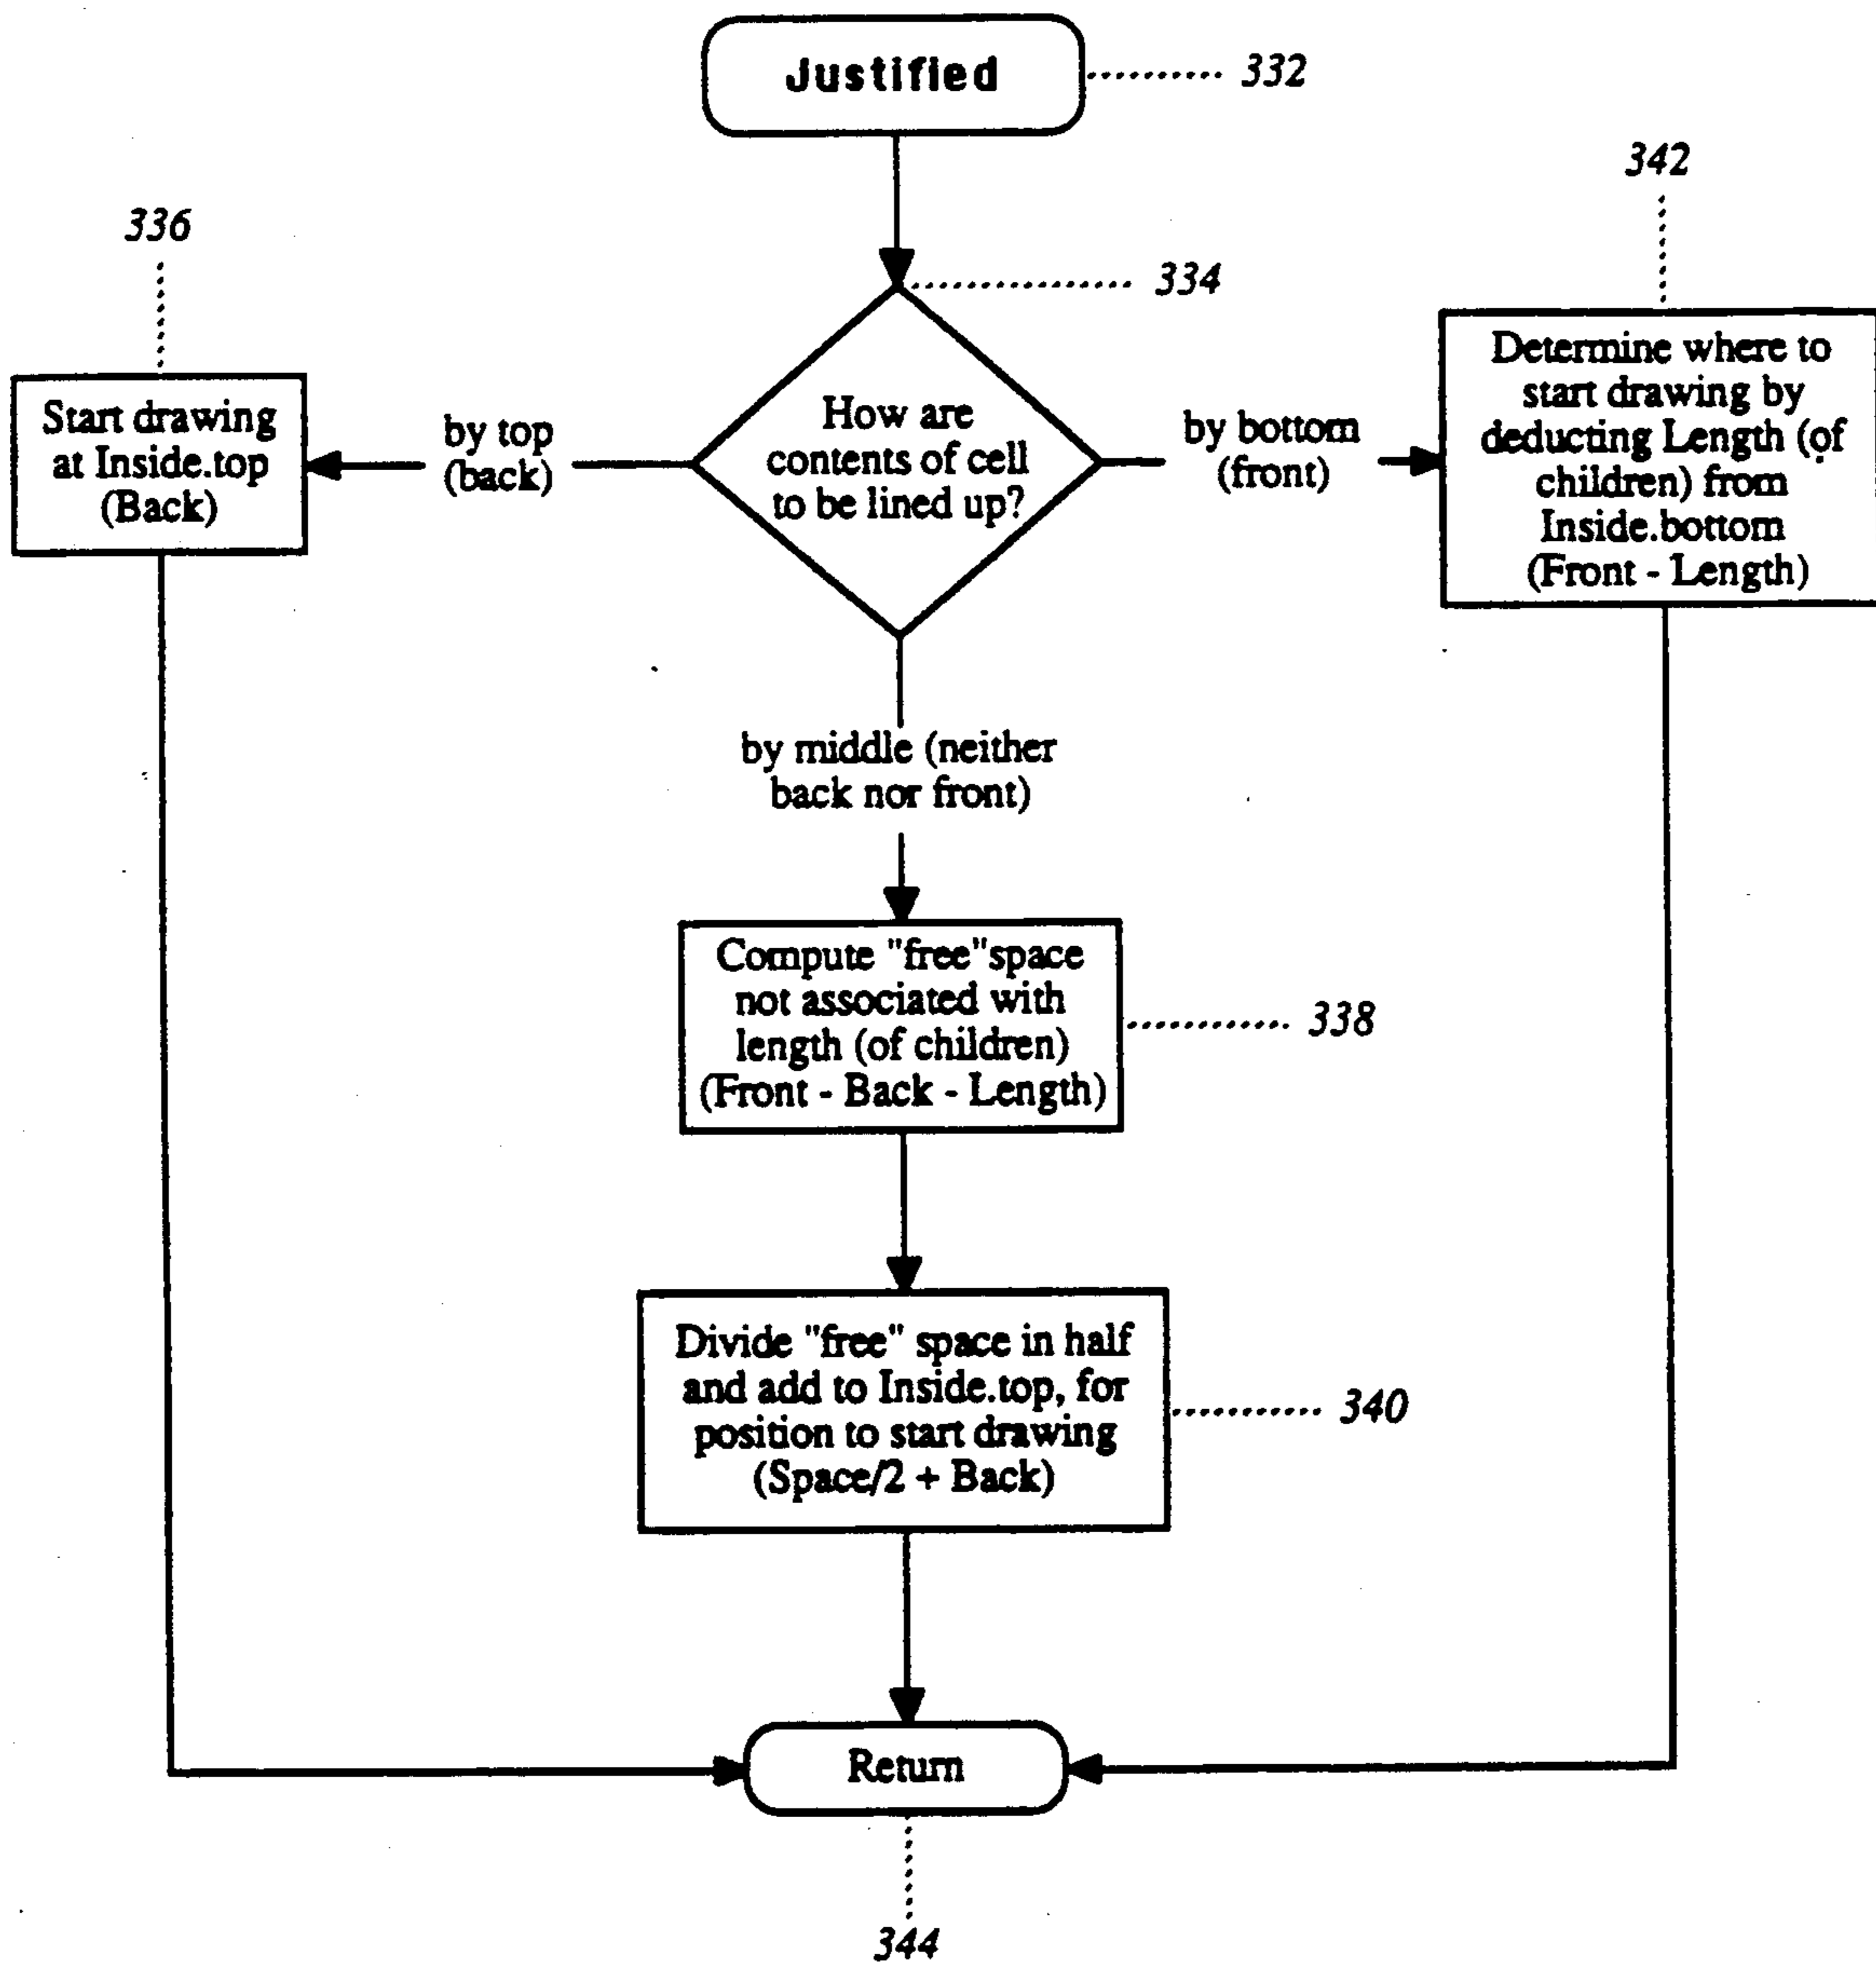 Justified
332
342
336
334
Start drawing
at Inside.top
(Back)
by top
(back)
How are
contents of cell
to be lined up?
by bottom
(front)
Determine where to
start drawing by
deducting Length (of
children) from
Inside.bottom
(Front - Length)
by middle (neither
back nor front)
Compute "free"space
not associated with
length (of children)
(Front - Back - Length)
338
Divide "free" space in half
and add to Inside.top, for
position to start drawing
(Space/2 + Back)
340
Return
344